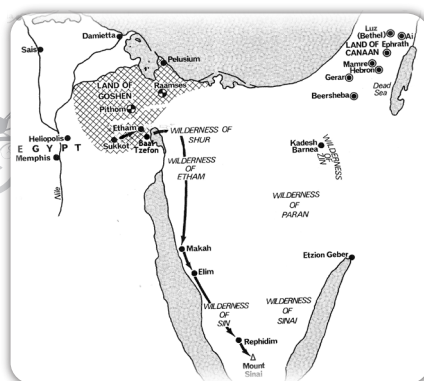 Damietta
Sais
Pelusium
LAND OF
GOSHEN
Raamses
Pithom
Heliopolis
EGYPT
Memphis
Nile
Etham
Sukkot
Baal
Tzefon
WILDERNESS OF
SHUR
WILDERNESS
OF
ETHAM
Luz
(Bethel)
Ai
LAND OF
CANAAN
Ephrath
Mamre
Hebron
Gerar
Beersheba
Dead
Sea
Kadesh
Barnea
WILDERNESS
OF
ZIN
WILDERNESS
OF
PARAN
Makah
Elim
Etzion Geber
WILDERNESS
OF
SIN
WILDERNESS
OF
SINAI
Rephidim
Mount
Sinai